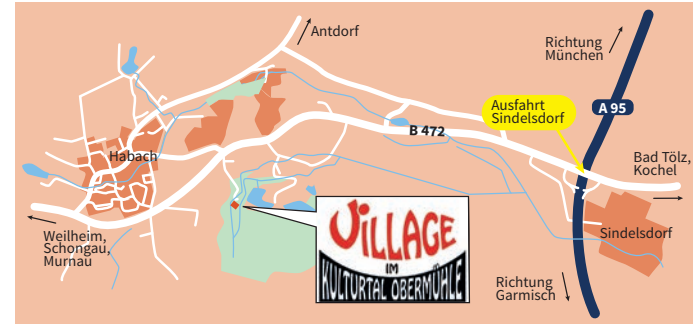 Antdorf
Richtung
München
Ausfahrt
Sindelsdorf
A 95
B 472
Habach
Bad Tölz,
Kochel
Weilheim,
Schongau,
Murnau
VILLAGE
IM
KULTURTAL OBERMÜHLE
Sindelsdorf
Richtung
Garmisch